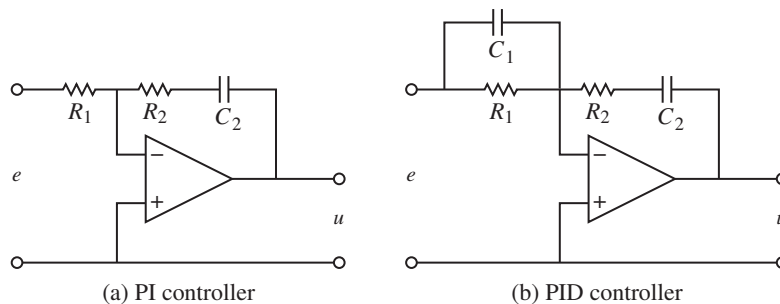 R1
R2
C2
−
+
e
u
(a) PI controller
C1
R1
R2
C2
−
+
e
(b) PID controller